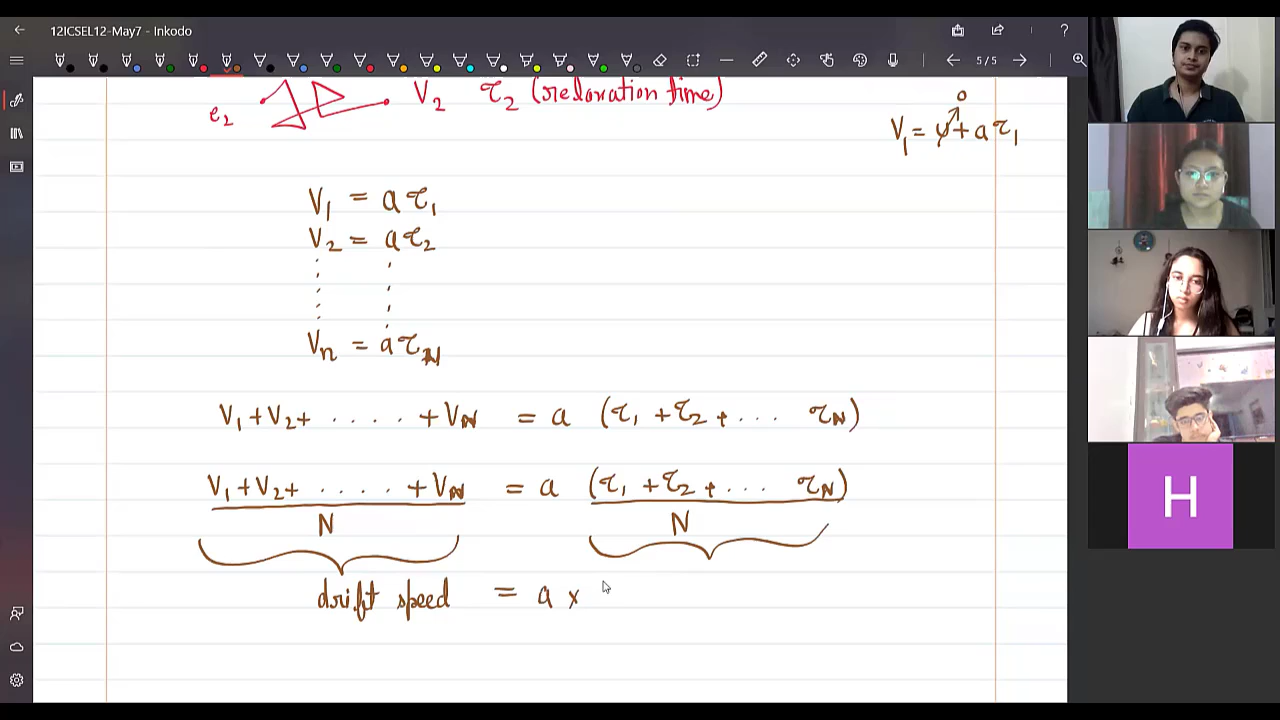 12ICSEL12-May7 - Inkodo
5/5
e₂ V₂ τ₂ (relaxation time)
V₁ = u + aτ₁
0
V₁ = aτ₁
V₂ = aτ₂
Vn = aτN
V₁+V₂+ ..... +VN = a (τ₁ +τ₂ + ... τN)
V₁+V₂+ ..... +VN = a (τ₁ +τ₂ + ... τN)
N N
drift speed = a x
H